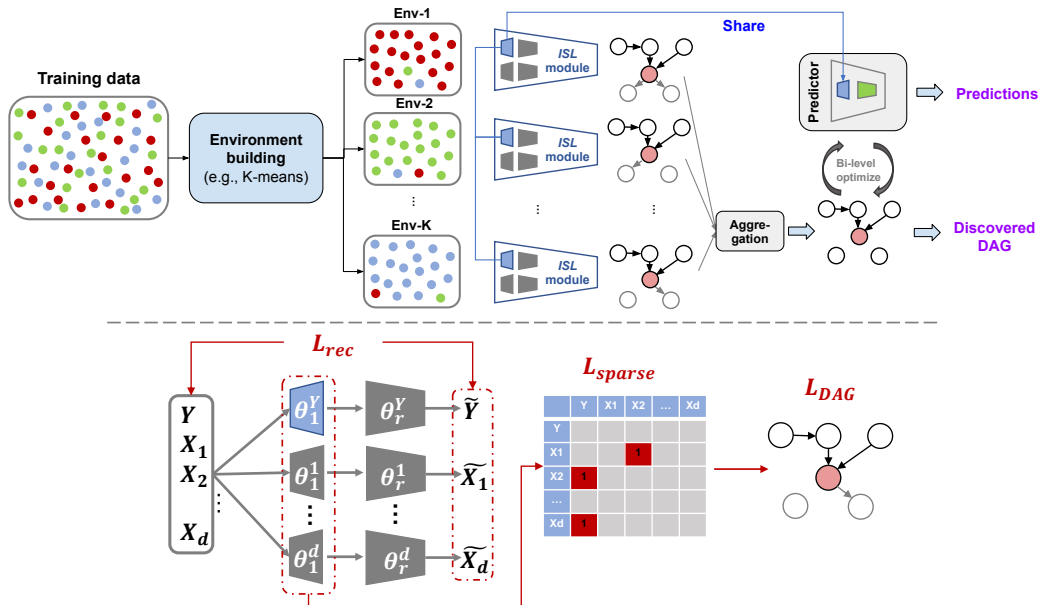 Training data
Environment
building
(e.g., K-means)
Env-1
Env-2
...
Env-K
ISL
module
ISL
module
...
...
ISL
module
Share
Aggre-
gation
Predictor
Bi-level
optimize
Predictions
Discovered
DAG
L_rec
Y
X_1
X_2
⋮
X_d
θ_1^Y
θ_r^Y
Ỹ
θ_1^1
θ_r^1
X̃_1
...
...
θ_1^d
θ_r^d
X̃_d
L_sparse
Y X1 X2 ... Xd
Y
X1 1
X2 1
...
Xd 1
L_DAG